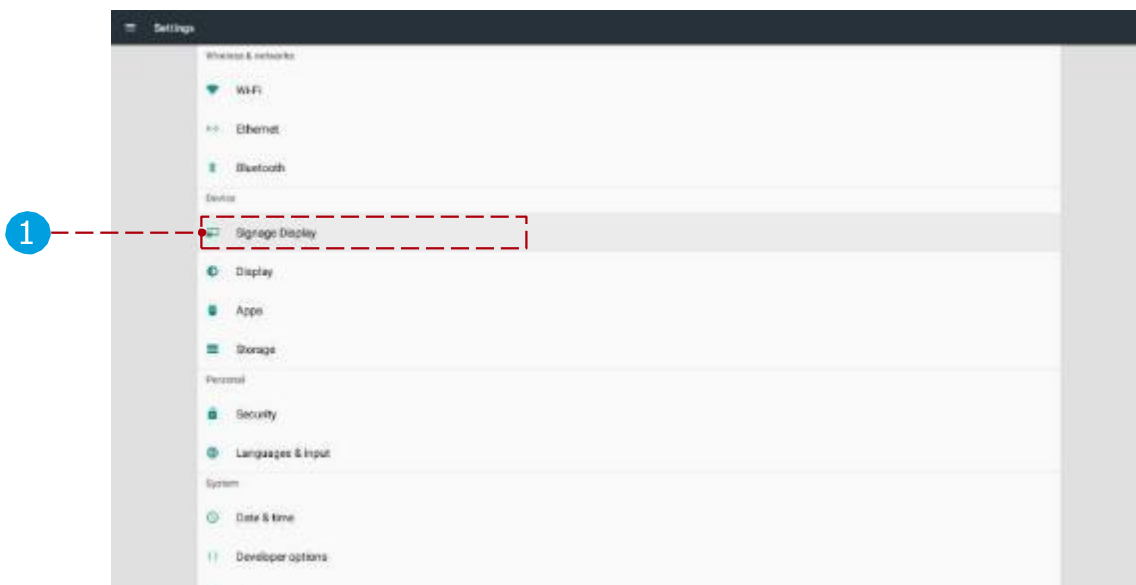 Settings
Wireless & networks
Wi-Fi
Ethernet
Bluetooth
Device
1
Signage Display
Display
Apps
Storage
Personal
Security
Languages & input
System
Date & time
Developer options